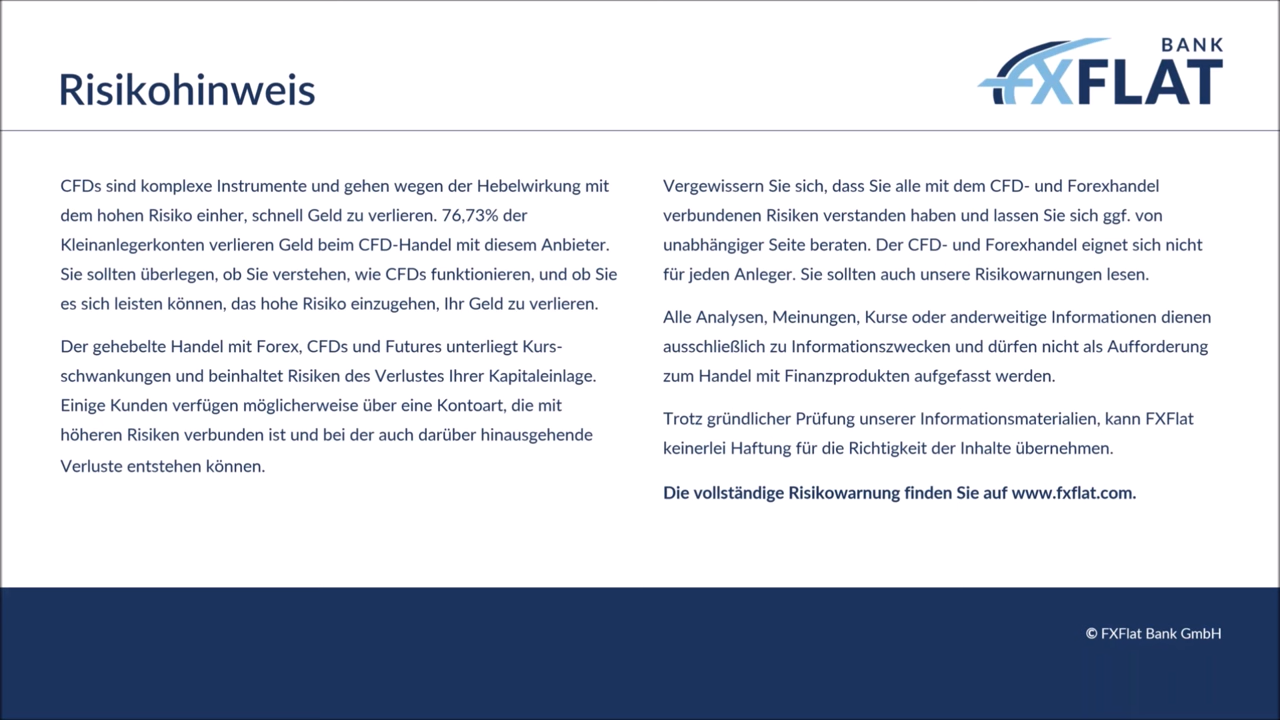 Risikohinweis
BANK
FXFLAT
CFDs sind komplexe Instrumente und gehen wegen der Hebelwirkung mit
dem hohen Risiko einher, schnell Geld zu verlieren. 76,73% der
Kleinanlegerkonten verlieren Geld beim CFD-Handel mit diesem Anbieter.
Sie sollten überlegen, ob Sie verstehen, wie CFDs funktionieren, und ob Sie
es sich leisten können, das hohe Risiko einzugehen, Ihr Geld zu verlieren.
Der gehebelte Handel mit Forex, CFDs und Futures unterliegt Kurs-
schwankungen und beinhaltet Risiken des Verlustes Ihrer Kapitaleinlage.
Einige Kunden verfügen möglicherweise über eine Kontoart, die mit
höheren Risiken verbunden ist und bei der auch darüber hinausgehende
Verluste entstehen können.
Vergewissern Sie sich, dass Sie alle mit dem CFD- und Forexhandel
verbundenen Risiken verstanden haben und lassen Sie sich ggf. von
unabhängiger Seite beraten. Der CFD- und Forexhandel eignet sich nicht
für jeden Anleger. Sie sollten auch unsere Risikowarnungen lesen.
Alle Analysen, Meinungen, Kurse oder anderweitige Informationen dienen
ausschließlich zu Informationszwecken und dürfen nicht als Aufforderung
zum Handel mit Finanzprodukten aufgefasst werden.
Trotz gründlicher Prüfung unserer Informationsmaterialien, kann FXFlat
keinerlei Haftung für die Richtigkeit der Inhalte übernehmen.
Die vollständige Risikowarnung finden Sie auf www.fxflat.com.
© FXFlat Bank GmbH